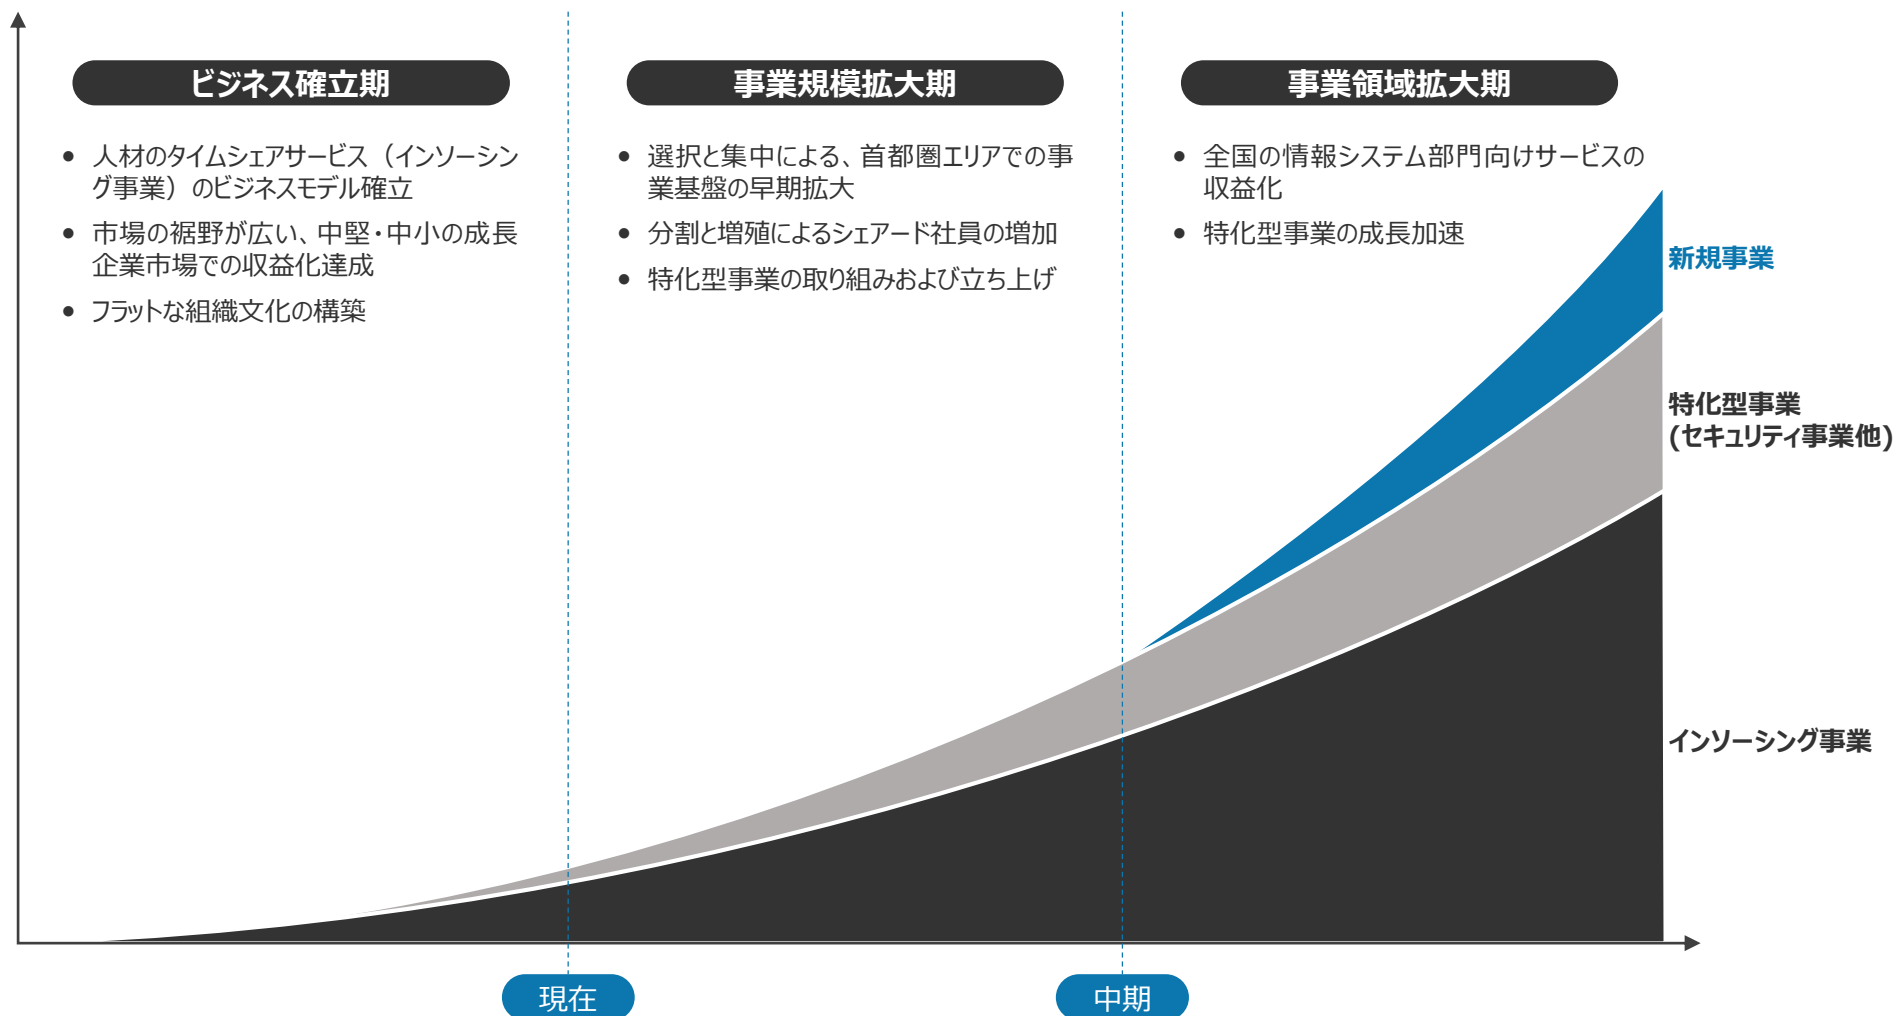 ビジネス確立期
• 人材のタイムシェアサービス（インソーシン
グ事業）のビジネスモデル確立
• 市場の裾野が広い、中堅・中小の成長
企業市場での収益化達成
• フラットな組織文化の構築
事業規模拡大期
• 選択と集中による、首都圏エリアでの事
業基盤の早期拡大
• 分割と増殖によるシェアード社員の増加
• 特化型事業の取り組みおよび立ち上げ
事業領域拡大期
• 全国の情報システム部門向けサービスの
収益化
• 特化型事業の成長加速
新規事業
特化型事業
(セキュリティ事業他)
インソーシング事業
現在
中期